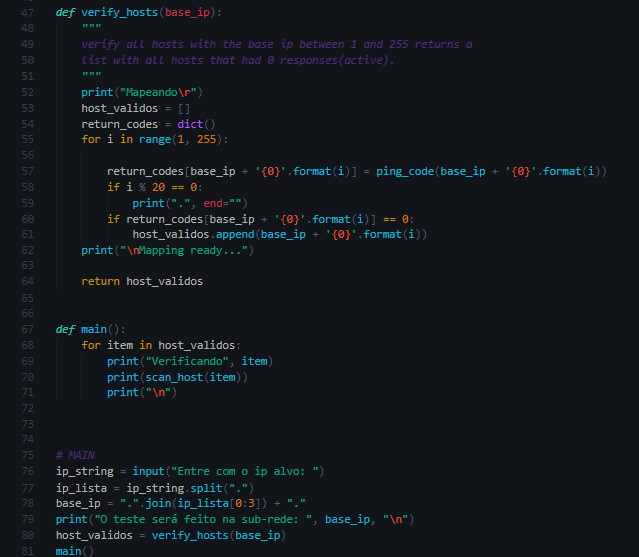 47 def verify_hosts(base_ip):
48     """
49     verify all hosts with the base ip between 1 and 255 returns a
50     list with all hosts that had 0 responses(active).
51     """
52     print("Mapeando\r")
53     host_validos = []
54     return_codes = dict()
55     for i in range(1, 255):
56
57         return_codes[base_ip + '{0}'.format(i)] = ping_code(base_ip + '{0}'.format(i))
58         if i % 20 == 0:
59             print(".", end="")
60         if return_codes[base_ip + '{0}'.format(i)] == 0:
61             host_validos.append(base_ip + '{0}'.format(i))
62     print("\nMapping ready...")
63
64     return host_validos
65
66
67 def main():
68     for item in host_validos:
69         print("Verificando", item)
70         print(scan_host(item))
71         print("\n")
72
73
74
75 # MAIN
76 ip_string = input("Entre com o ip alvo: ")
77 ip_lista = ip_string.split(".")
78 base_ip = ".".join(ip_lista[0:3]) + "."
79 print("O teste será feito na sub-rede: ", base_ip, "\n")
80 host_validos = verify_hosts(base_ip)
81 main()